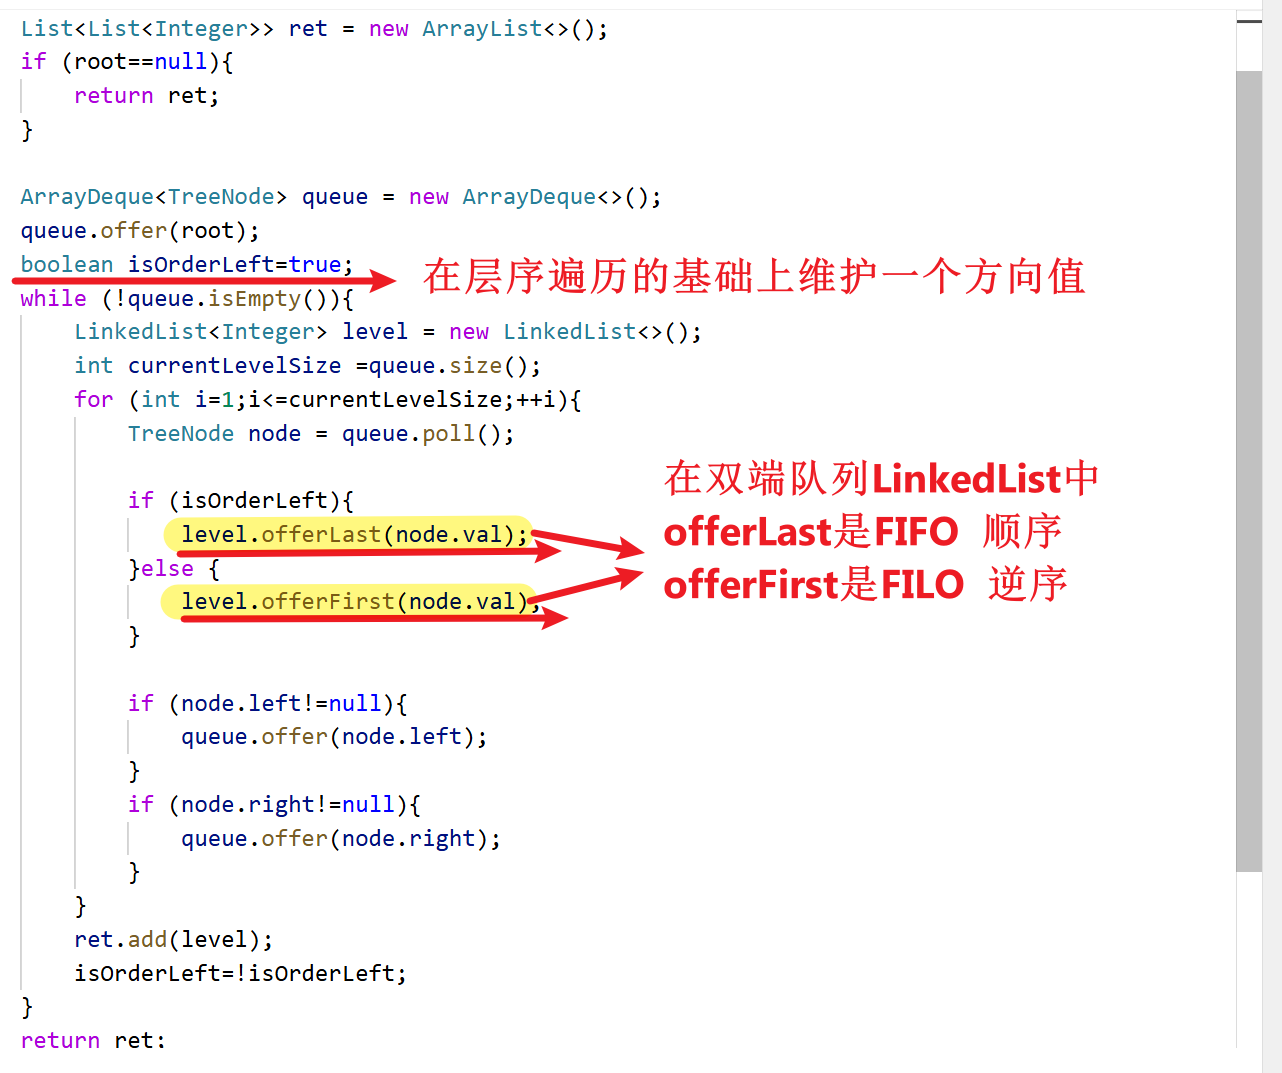 List<List<Integer>> ret = new ArrayList<>();
if (root==null){
    return ret;
}
ArrayDeque<TreeNode> queue = new ArrayDeque<>();
queue.offer(root);
boolean isOrderLeft=true;
在层序遍历的基础上维护一个方向值
while (!queue.isEmpty()){
    LinkedList<Integer> level = new LinkedList<>();
    int currentLevelSize =queue.size();
    for (int i=1;i<=currentLevelSize;++i){
        TreeNode node = queue.poll();
        if (isOrderLeft){
            level.offerLast(node.val);
        }else {
            level.offerFirst(node.val);
        }
在双端队列LinkedList中
offerLast是FIFO 顺序
offerFirst是FILO 逆序
        if (node.left!=null){
            queue.offer(node.left);
        }
        if (node.right!=null){
            queue.offer(node.right);
        }
    }
    ret.add(level);
    isOrderLeft=!isOrderLeft;
}
return ret;